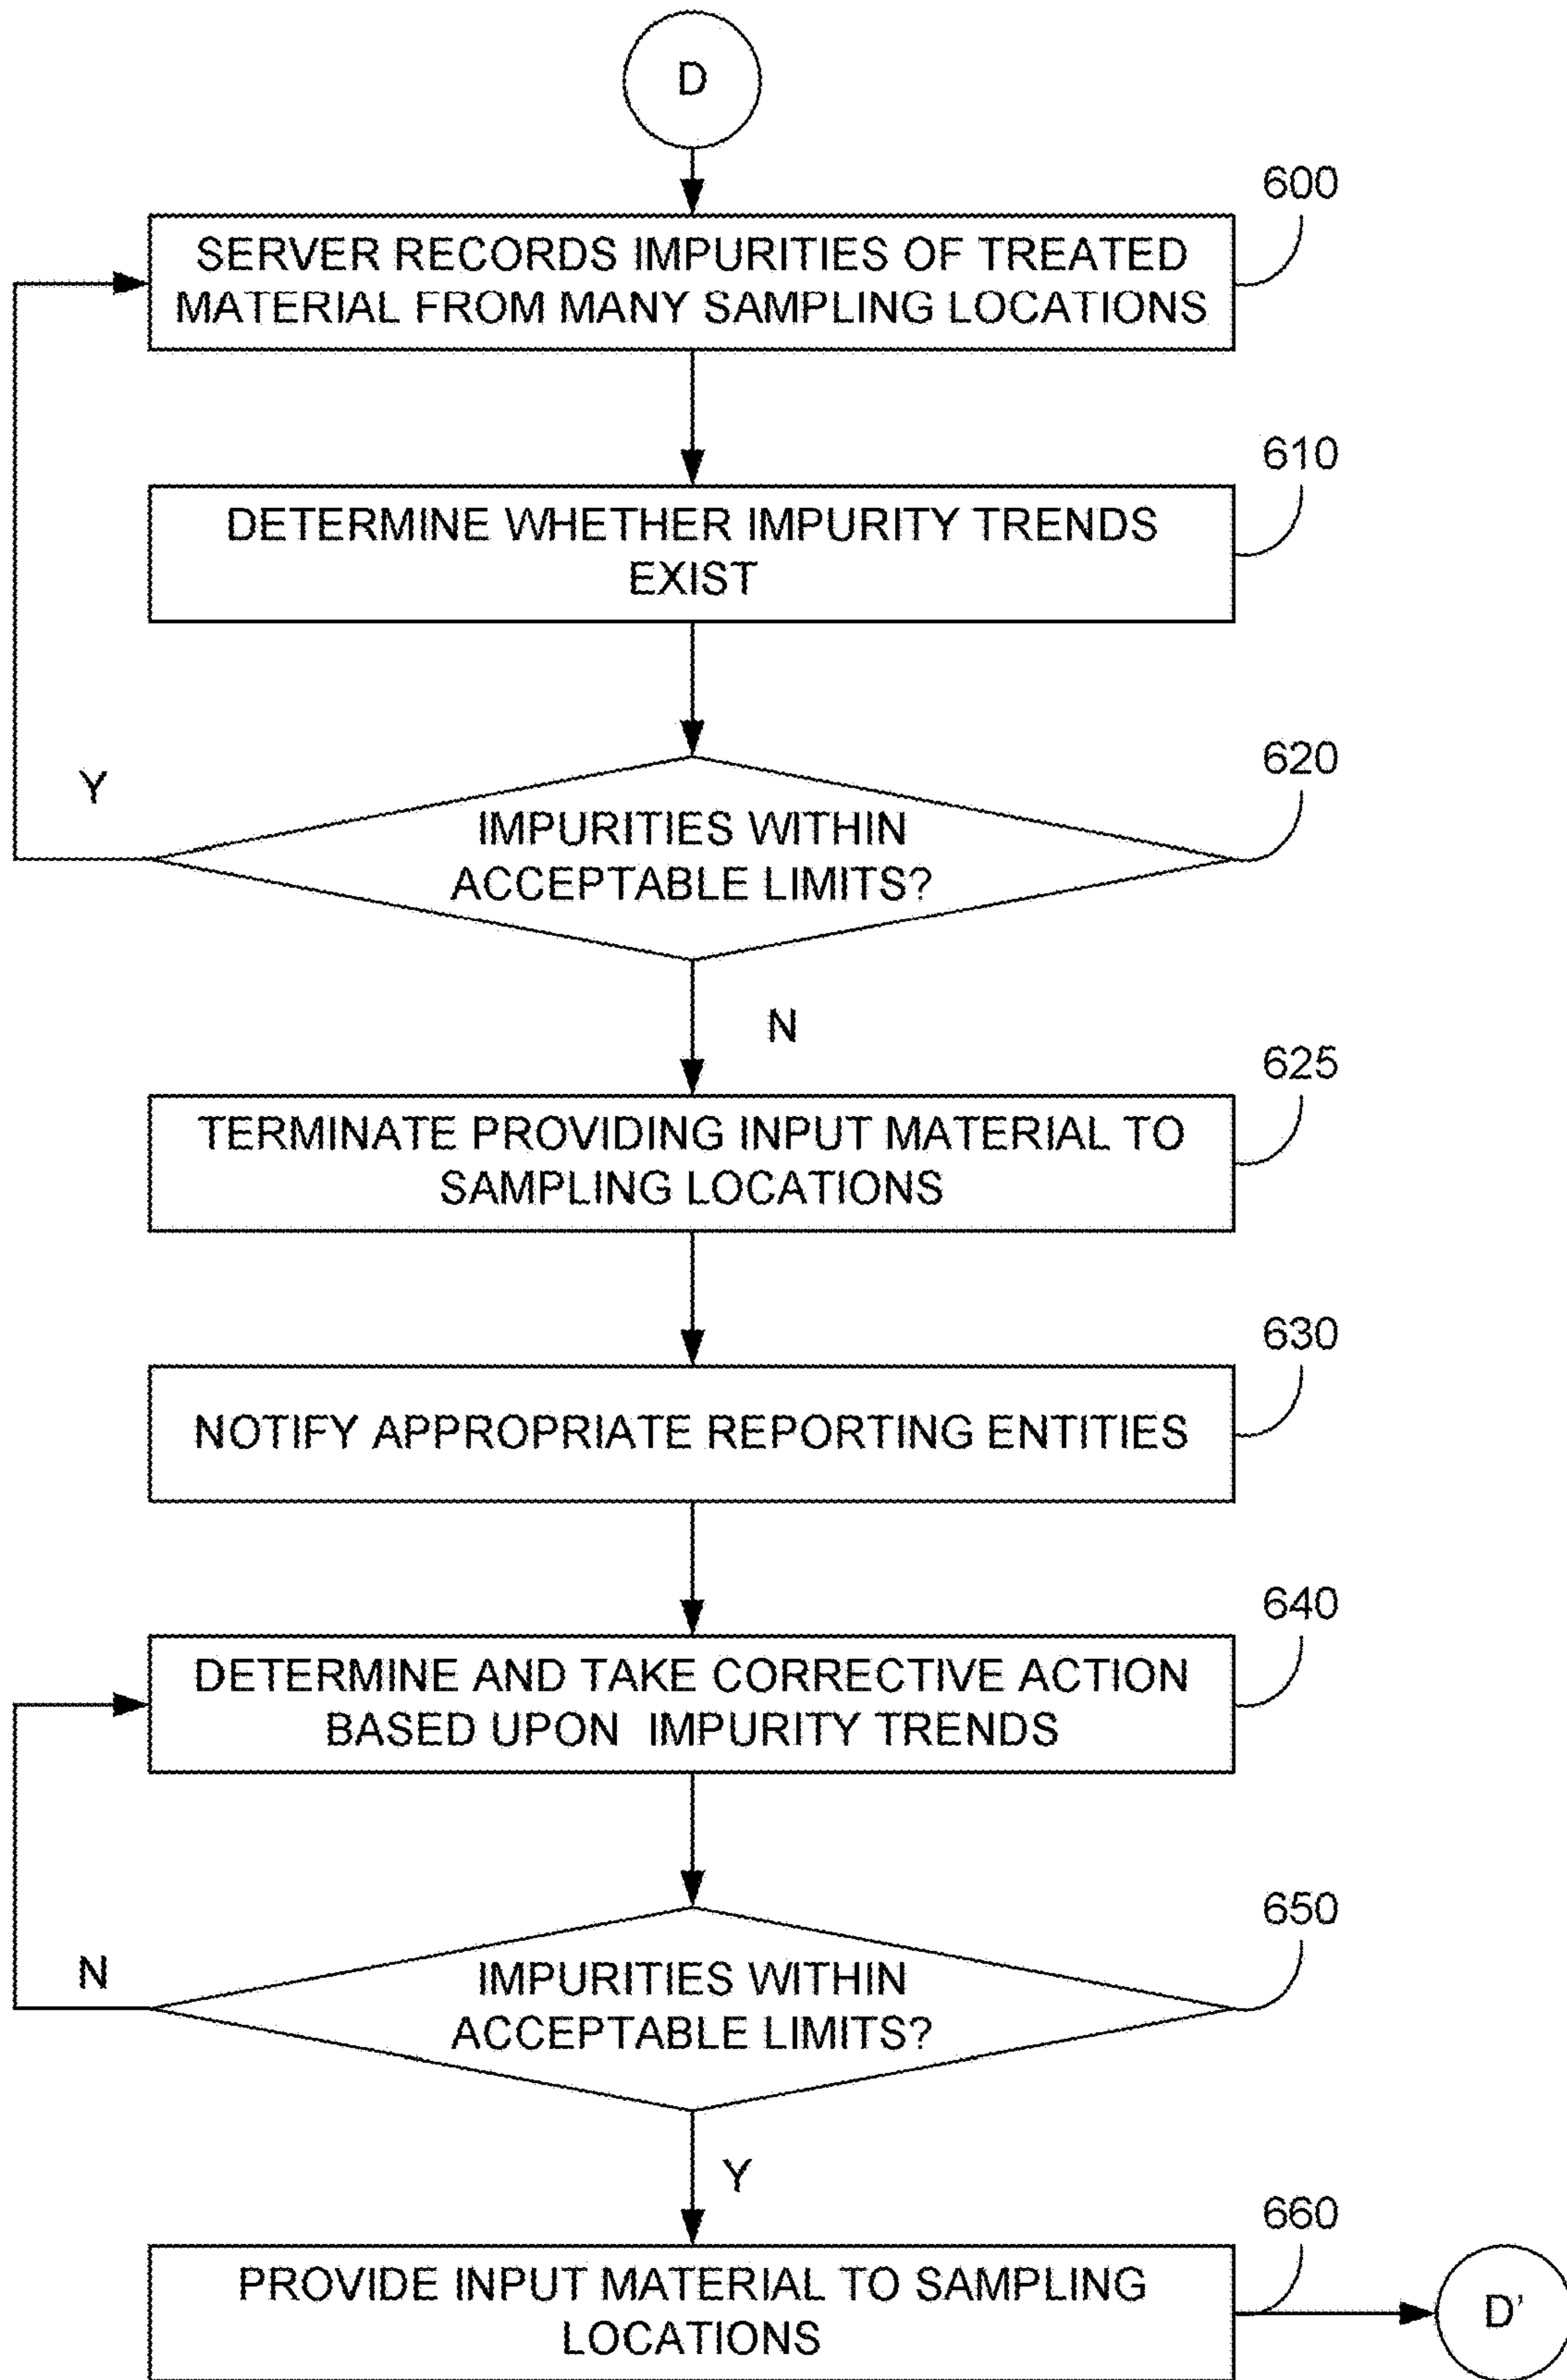 D
600
SERVER RECORDS IMPURITIES OF TREATED
MATERIAL FROM MANY SAMPLING LOCATIONS
610
DETERMINE WHETHER IMPURITY TRENDS
EXIST
620
Y
IMPURITIES WITHIN
ACCEPTABLE LIMITS?
N
625
TERMINATE PROVIDING INPUT MATERIAL TO
SAMPLING LOCATIONS
630
NOTIFY APPROPRIATE REPORTING ENTITIES
640
DETERMINE AND TAKE CORRECTIVE ACTION
BASED UPON IMPURITY TRENDS
650
N
IMPURITIES WITHIN
ACCEPTABLE LIMITS?
Y
660
PROVIDE INPUT MATERIAL TO SAMPLING
LOCATIONS
D'